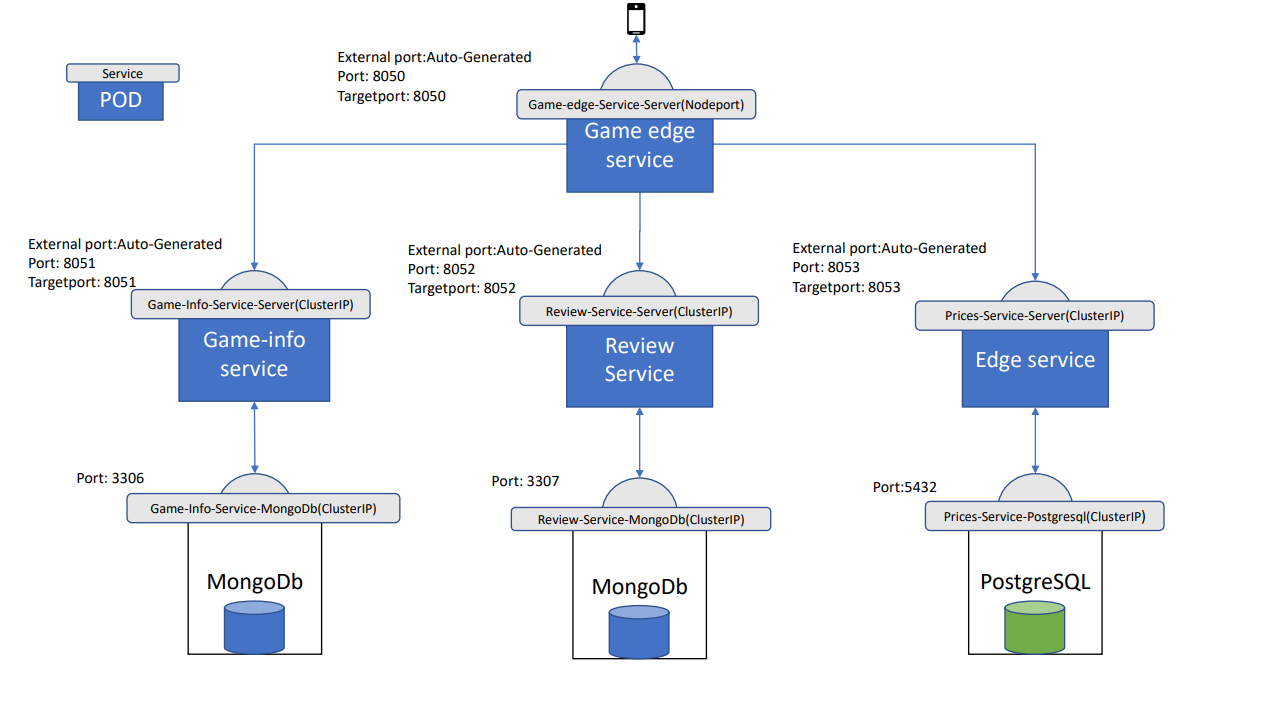 External port:Auto-Generated
Port: 8050
Targetport: 8050
Service
POD
Game-edge-Service-Server(Nodeport)
Game edge
service
External port:Auto-Generated
Port: 8051
Targetport: 8051
Game-Info-Service-Server(ClusterIP)
Game-info
service
External port:Auto-Generated
Port: 8052
Targetport: 8052
Review-Service-Server(ClusterIP)
Review
Service
External port:Auto-Generated
Port: 8053
Targetport: 8053
Prices-Service-Server(ClusterIP)
Edge service
Port: 3306
Game-Info-Service-MongoDb(ClusterIP)
MongoDb
Port: 3307
Review-Service-MongoDb(ClusterIP)
MongoDb
Port:5432
Prices-Service-Postgresql(ClusterIP)
PostgreSQL